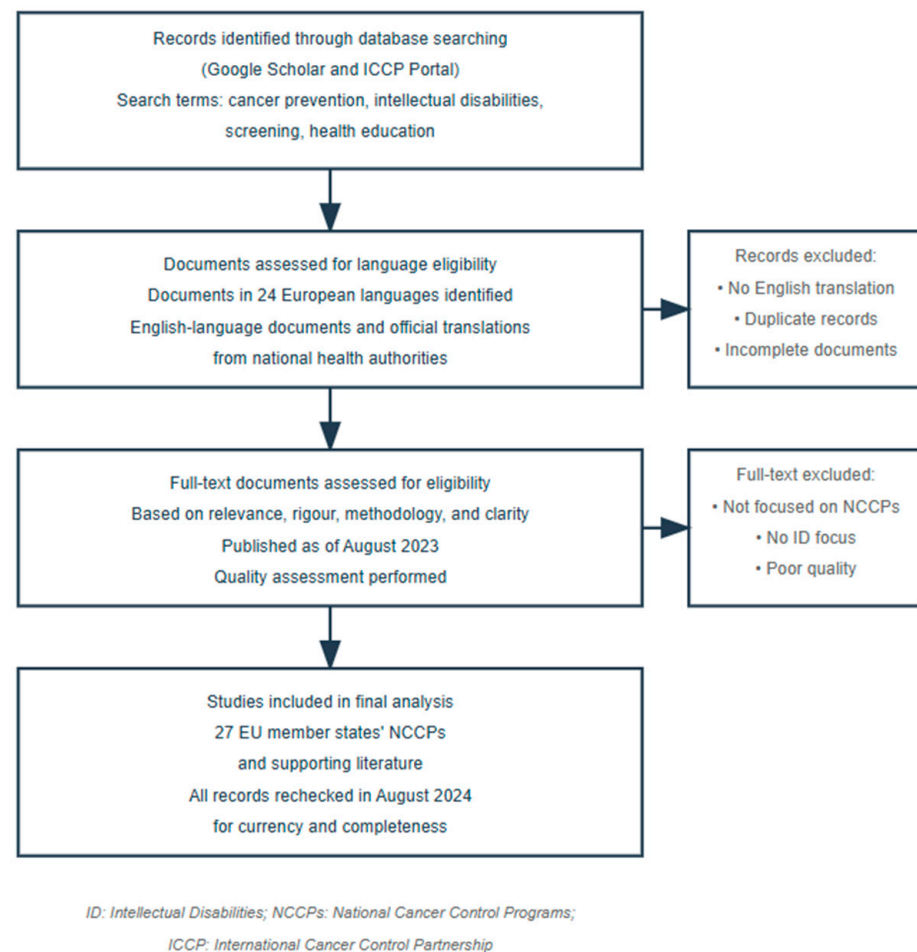 Records identified through database searching
(Google Scholar and ICCP Portal)
Search terms: cancer prevention, intellectual disabilities,
screening, health education
Documents assessed for language eligibility
Documents in 24 European languages identified
English-language documents and official translations
from national health authorities
Records excluded:
• No English translation
• Duplicate records
• Incomplete documents
Full-text documents assessed for eligibility
Based on relevance, rigour, methodology, and clarity
Published as of August 2023
Quality assessment performed
Full-text excluded:
• Not focused on NCCPs
• No ID focus
• Poor quality
Studies included in final analysis
27 EU member states' NCCPs
and supporting literature
All records rechecked in August 2024
for currency and completeness
ID: Intellectual Disabilities; NCCPs: National Cancer Control Programs;
ICCP: International Cancer Control Partnership